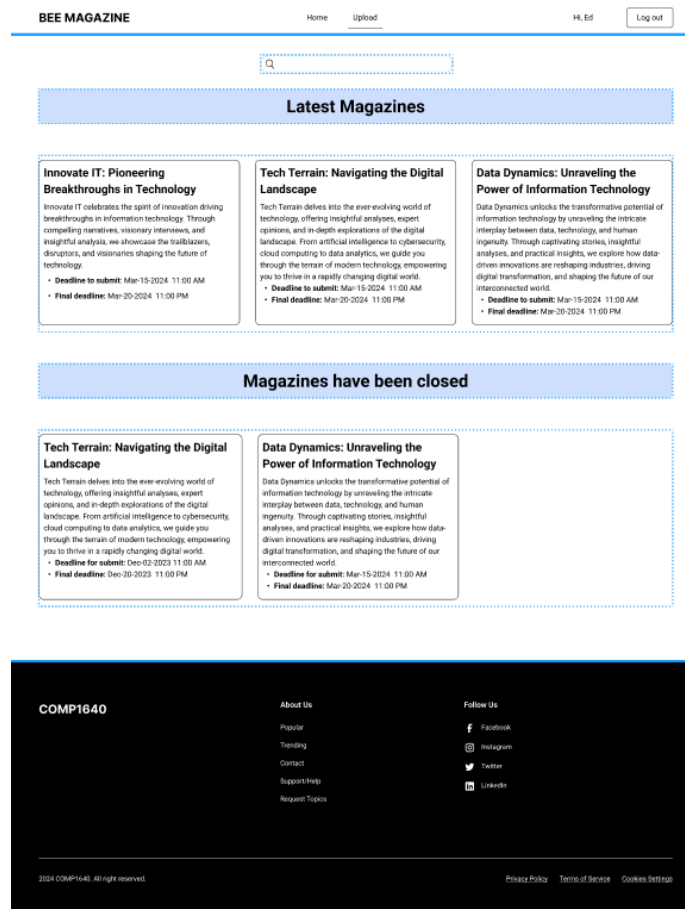 BEE MAGAZINE
Home
Upload
Hi, Ed
Log out
Latest Magazines
Innovate IT: Pioneering
Breakthroughs in Technology
Innovate IT celebrates the spirit of innovation driving
breakthroughs in information technology. Through
compelling narratives, visionary interviews, and
insightful analysis, we showcase the trailblazers,
disruptors, and visionaries shaping the future of
technology.
• Deadline to submit: Mar-15-2024 11:00 AM
• Final deadline: Mar-20-2024 11:00 PM
Tech Terrain: Navigating the Digital
Landscape
Tech Terrain delves into the ever-evolving world of
technology, offering insightful analyses, expert
opinions, and in-depth explorations of the digital
landscape. From artificial intelligence to cybersecurity,
cloud computing to data analytics, we guide you
through the terrain of modern technology, empowering
you to thrive in a rapidly changing digital world.
• Deadline to submit: Mar-15-2024 11:00 AM
• Final deadline: Mar-20-2024 11:00 PM
Data Dynamics: Unraveling the
Power of Information Technology
Data Dynamics unlocks the transformative potential of
information technology by unraveling the intricate
interplay between data, technology, and human
ingenuity. Through captivating stories, insightful
analyses, and practical insights, we explore how data-
driven innovations are reshaping industries, driving
digital transformation, and shaping the future of our
interconnected world.
• Deadline to submit: Mar-15-2024 11:00 AM
• Final deadline: Mar-20-2024 11:00 PM
Magazines have been closed
Tech Terrain: Navigating the Digital
Landscape
Tech Terrain delves into the ever-evolving world of
technology, offering insightful analyses, expert
opinions, and in-depth explorations of the digital
landscape. From artificial intelligence to cybersecurity,
cloud computing to data analytics, we guide you
through the terrain of modern technology, empowering
you to thrive in a rapidly changing digital world.
• Deadline for submit: Dec-02-2023 11:00 AM
• Final deadline: Dec-20-2023 11:00 PM
Data Dynamics: Unraveling the
Power of Information Technology
Data Dynamics unlocks the transformative potential of
information technology by unraveling the intricate
interplay between data, technology, and human
ingenuity. Through captivating stories, insightful
analyses, and practical insights, we explore how data-
driven innovations are reshaping industries, driving
digital transformation, and shaping the future of our
interconnected world.
• Deadline for submit: Mar-15-2024 11:00 AM
• Final deadline: Mar-20-2024 11:00 PM
COMP1640
About Us
Popular
Trending
Contact
Support/Help
Request Topics
Follow Us
Facebook
Instagram
Twitter
LinkedIn
2024 COMP1640. All right reserved.
Privacy Policy
Terms of Service
Cookies Settings